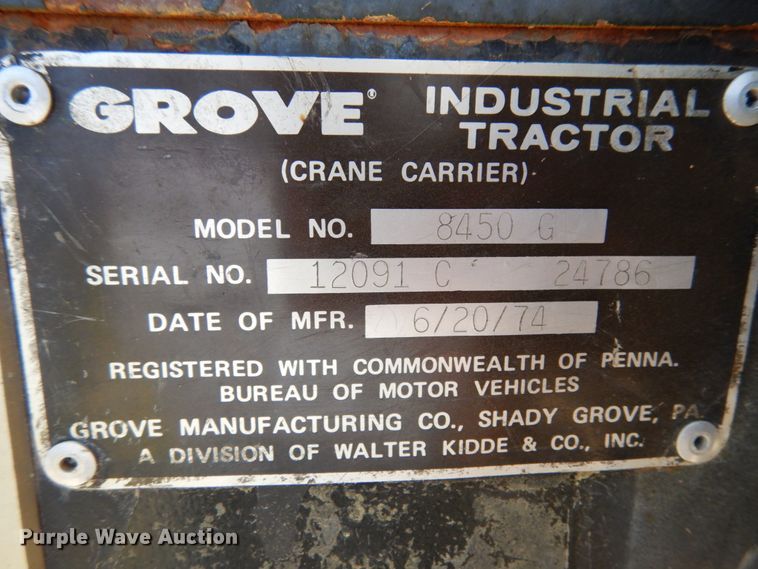 GROVE® INDUSTRIAL TRACTOR
(CRANE CARRIER)
MODEL NO. 8450 G
SERIAL NO. 12091 C 24786
DATE OF MFR. 6/20/74
REGISTERED WITH COMMONWEALTH OF PENNA.
BUREAU OF MOTOR VEHICLES
GROVE MANUFACTURING CO., SHADY GROVE, PA.
A DIVISION OF WALTER KIDDE & CO., INC.
Purple Wave Auction